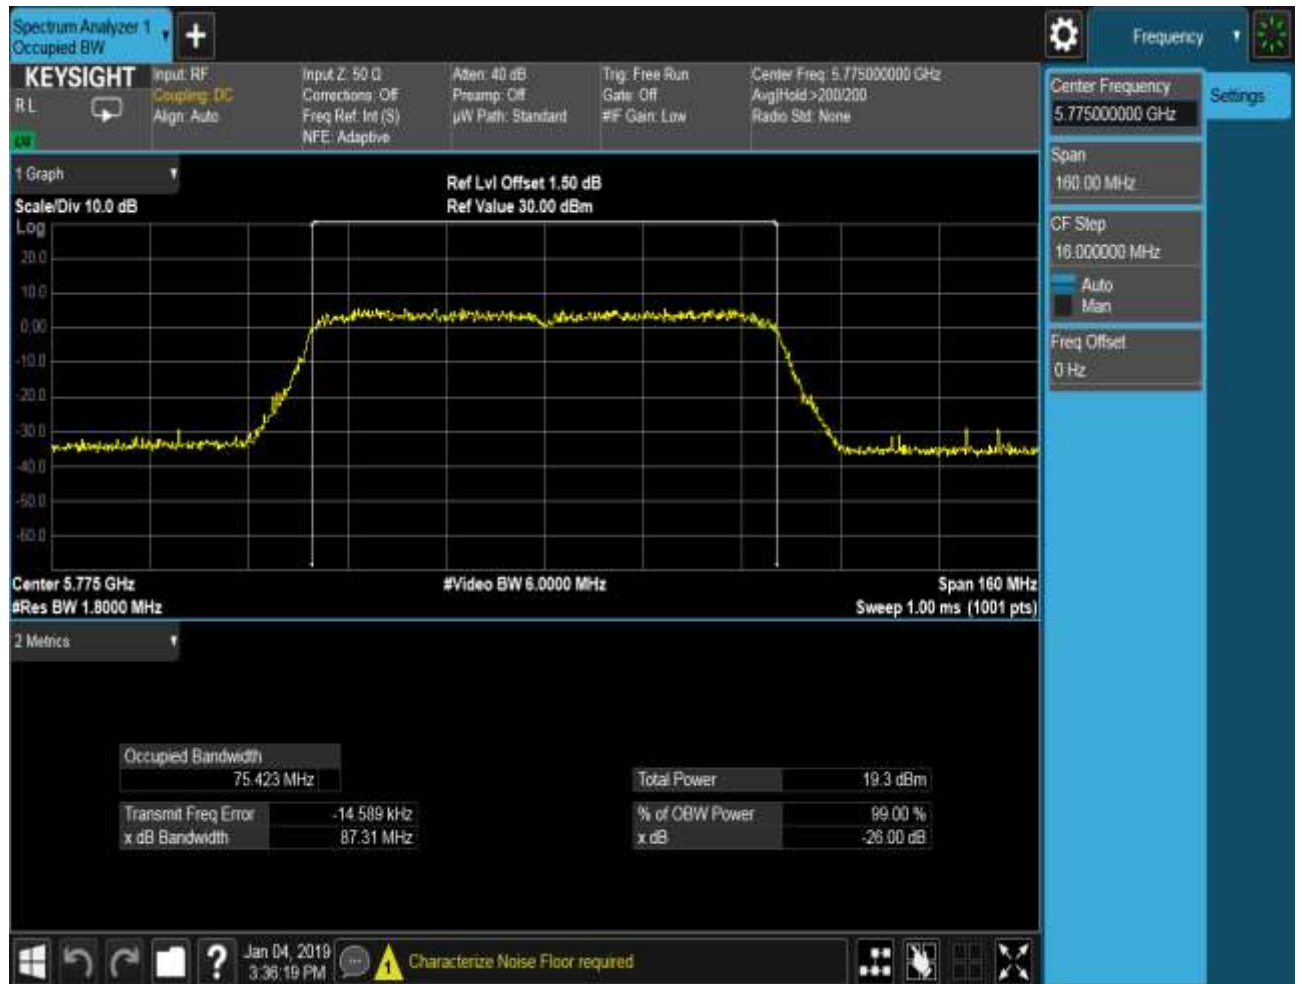 Spectrum Analyzer 1
Occupied BW
Frequency
KEYSIGHT
R L
Input: RF
Coupling: DC
Align: Auto
Input Z: 50 Ω
Corrections: Off
Freq Ref: Int (S)
NFE: Adaptive
Atten: 40 dB
Preamp: Off
µW Path: Standard
Trig: Free Run
Gate: Off
#IF Gain: Low
Center Freq: 5.775000000 GHz
Avg|Hold:>200/200
Radio Std: None
Center Frequency
5.775000000 GHz
Settings
Span
160.00 MHz
CF Step
16.000000 MHz
Auto
Man
Freq Offset
0 Hz
1 Graph
Scale/Div 10.0 dB
Ref Lvl Offset 1.50 dB
Ref Value 30.00 dBm
Log
20.0
10.0
0.00
-10.0
-20.0
-30.0
-40.0
-50.0
-60.0
Center 5.775 GHz
#Video BW 6.0000 MHz
Span 160 MHz
#Res BW 1.8000 MHz
Sweep 1.00 ms (1001 pts)
2 Metrics
Occupied Bandwidth
75.423 MHz
Total Power 19.3 dBm
Transmit Freq Error -14.589 kHz
% of OBW Power 99.00 %
x dB Bandwidth 87.31 MHz
x dB -26.00 dB
Jan 04, 2019
3:36:19 PM
1
Characterize Noise Floor required